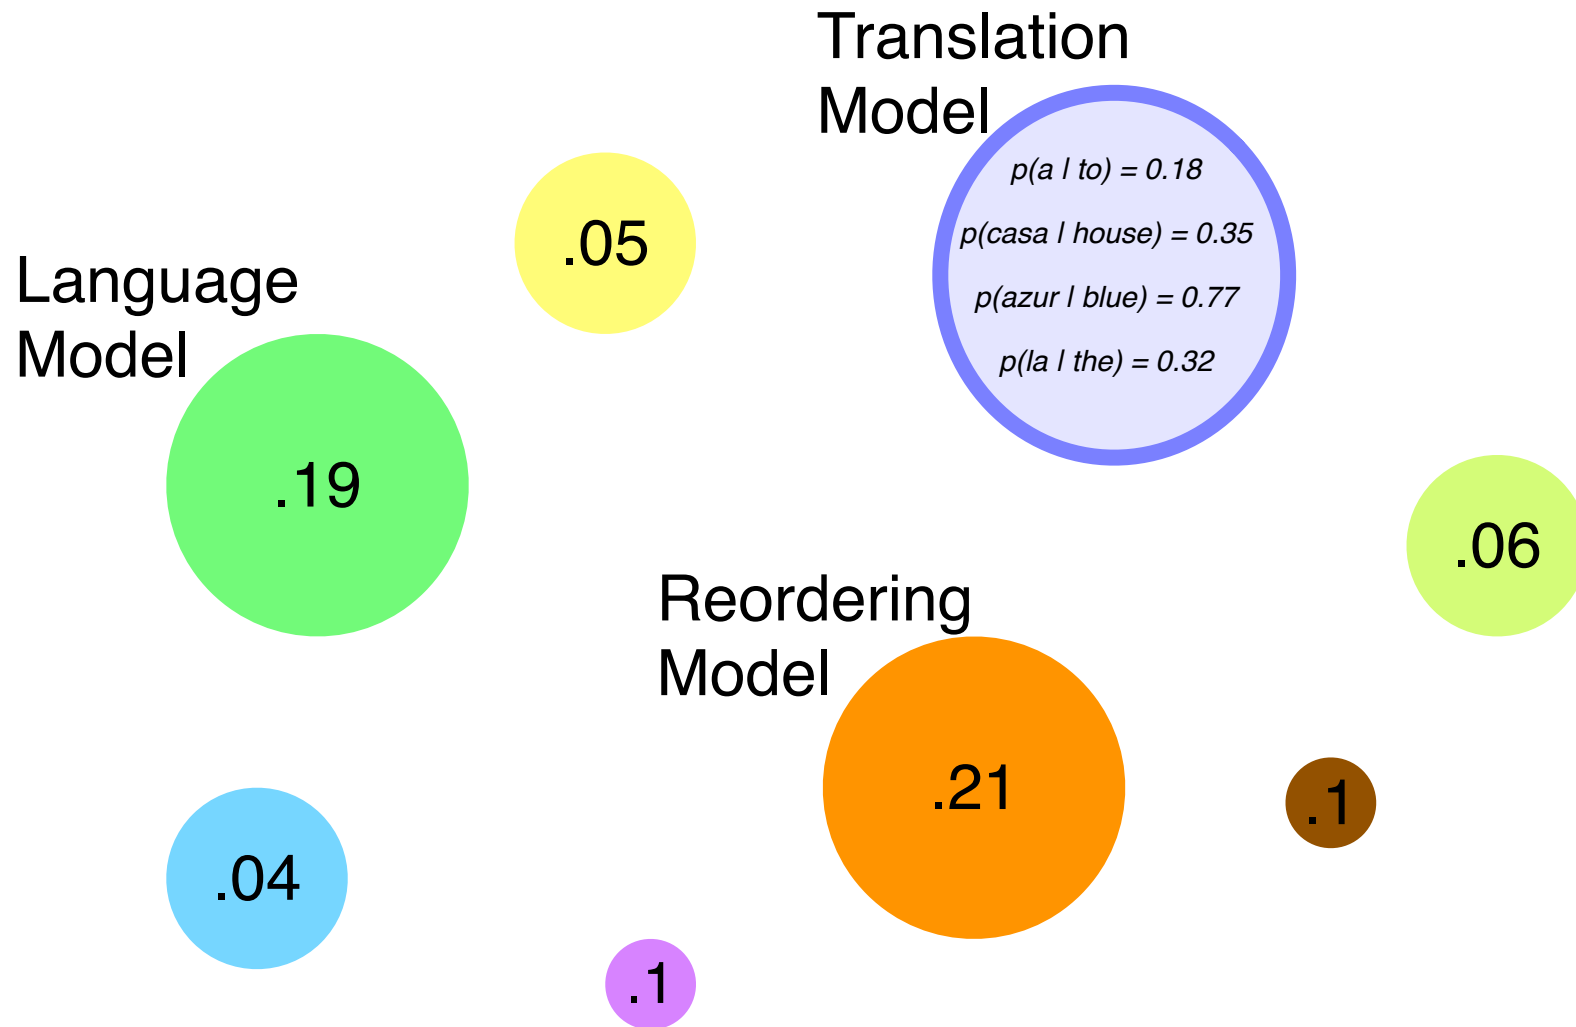 Translation
Model
p(a | to) = 0.18
p(casa | house) = 0.35
p(azur | blue) = 0.77
p(la | the) = 0.32
.05
Language
Model
.19
.06
Reordering
Model
.21
.1
.04
.1